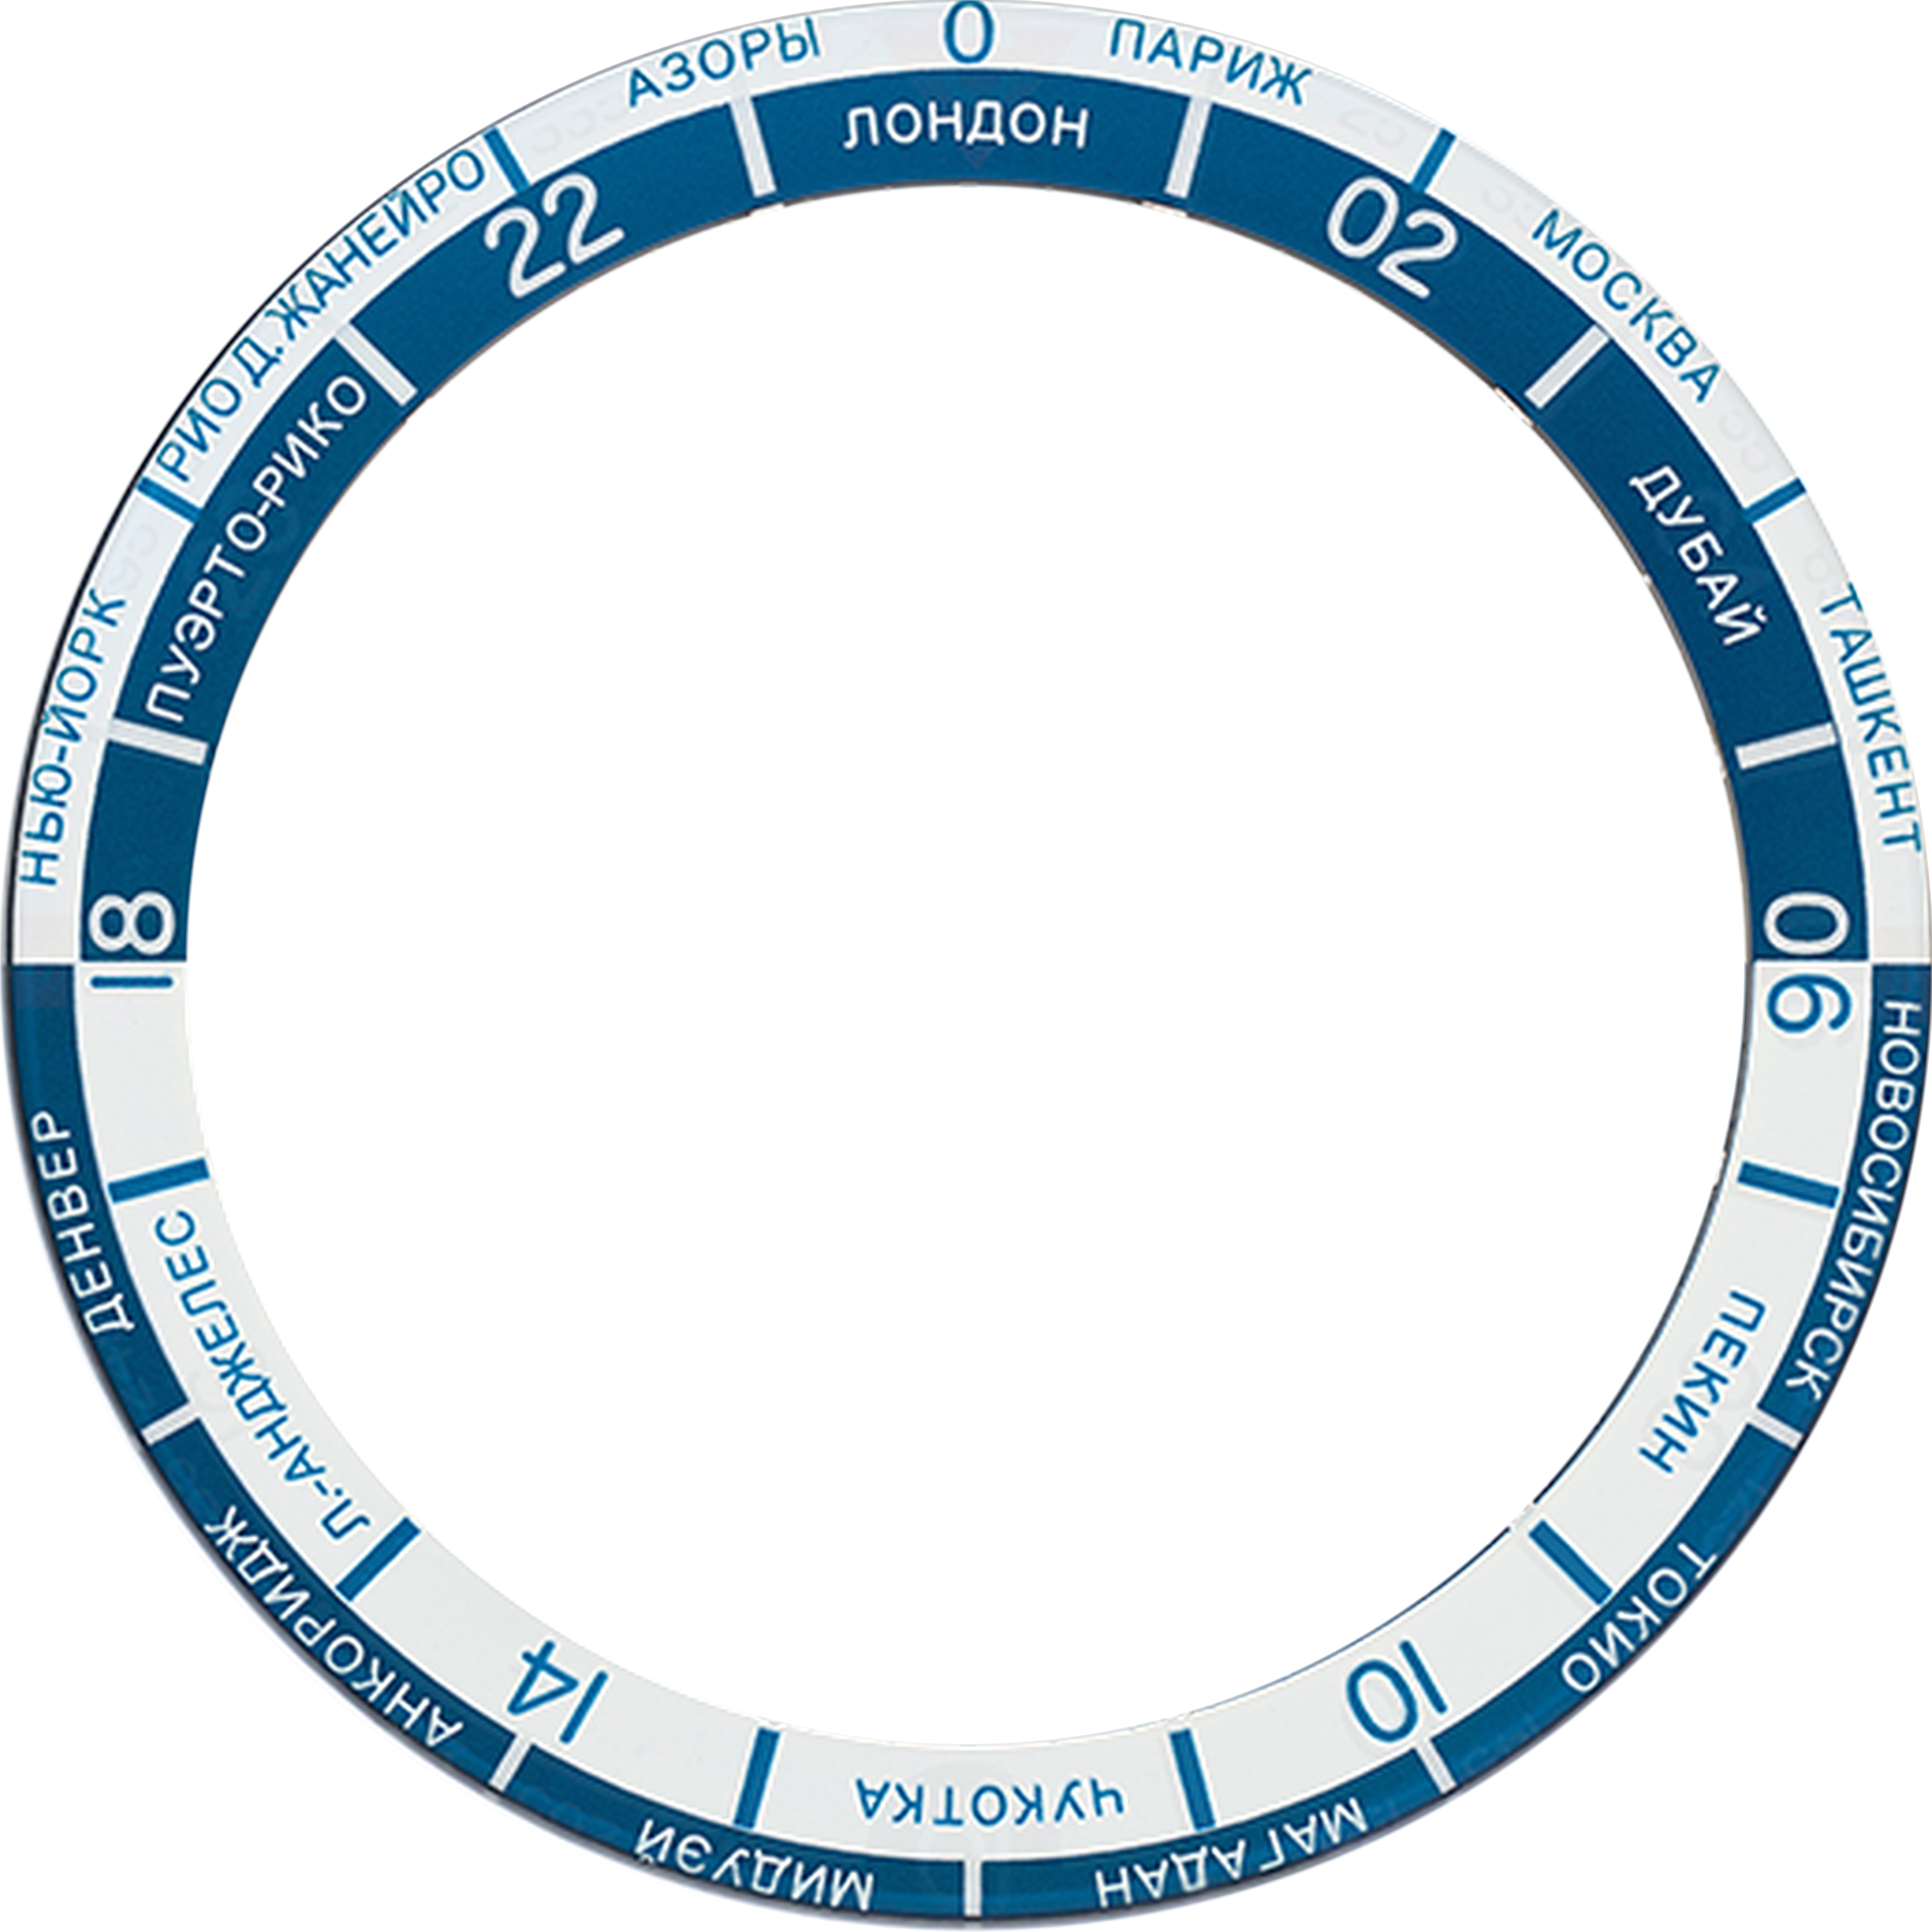 0
ПАРИЖ
02
МОСКВА
ДУБАЙ
ТАШКЕНТ
06
НОВОСИБИРСК
ПЕКИН
ТОКИО
10
МАГАДАН
ЧУКОТКА
МИДУЭЙ
14
АНКОРИДЖ
Л.-АНДЖЕЛЕС
ДЕНВЕР
18
НЬЮ-ЙОРК
ПУЭРТО-РИКО
РИО Д.ЖАНЕЙРО
22
АЗОРЫ
ЛОНДОН